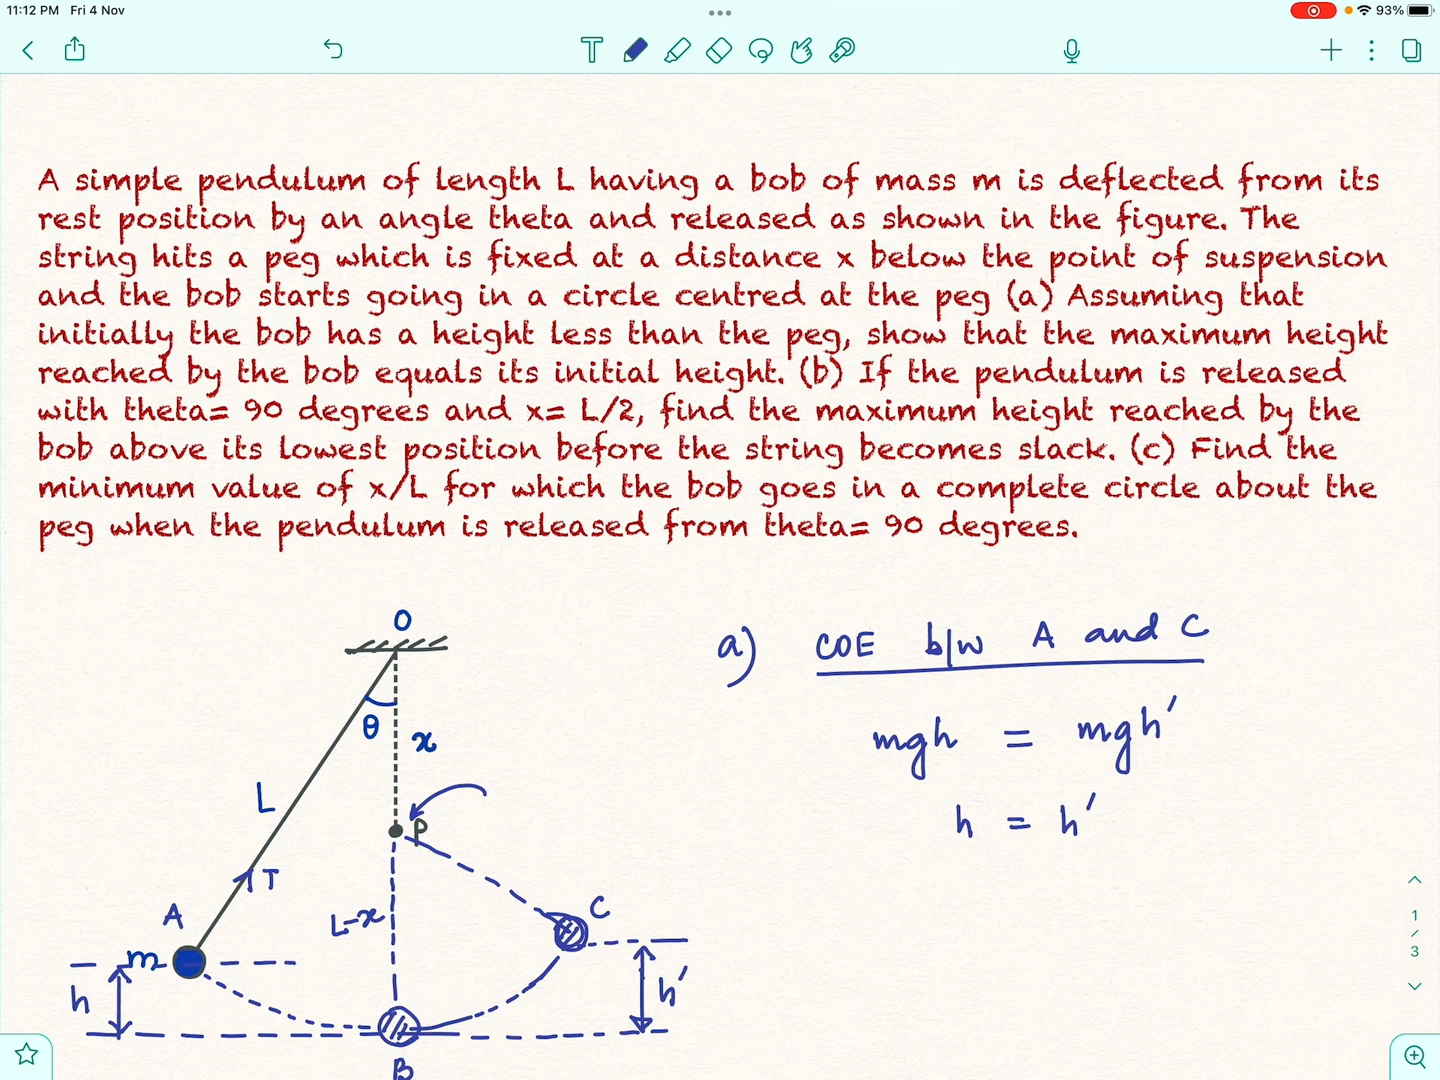 11:12 PM Fri 4 Nov
93%
T
A simple pendulum of length L having a bob of mass m is deflected from its
rest position by an angle theta and released as shown in the figure. The
string hits a peg which is fixed at a distance x below the point of suspension
and the bob starts going in a circle centred at the peg (a) Assuming that
initially the bob has a height less than the peg, show that the maximum height
reached by the bob equals its initial height. (b) If the pendulum is released
with theta= 90 degrees and x= L/2, find the maximum height reached by the
bob above its lowest position before the string becomes slack. (c) Find the
minimum value of x/L for which the bob goes in a complete circle about the
peg when the pendulum is released from theta= 90 degrees.
O
θ
x
L
P
T
A
L-x
C
m
h
h'
B
a) COE b/w A and C
mgh = mgh'
h = h'
1
/
3